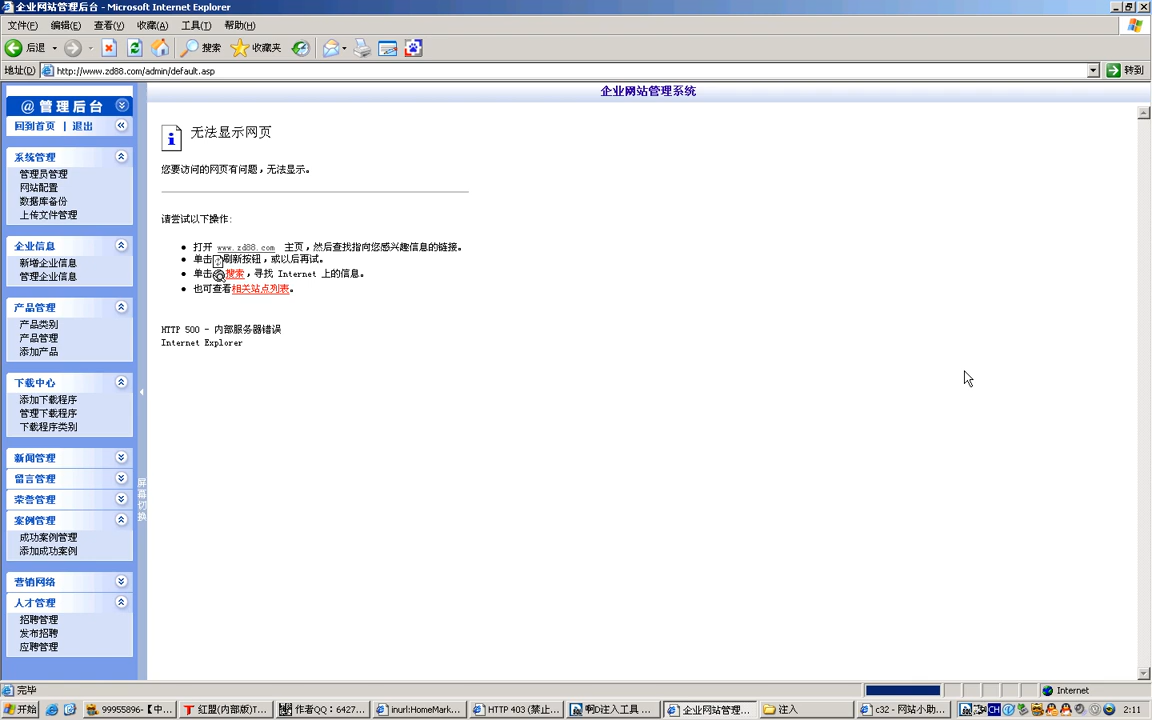 企业网站管理后台 - Microsoft Internet Explorer
文件(F) 编辑(E) 查看(V) 收藏(A) 工具(T) 帮助(H)
后退 搜索 收藏夹
地址(D) http://www.zd88.com/admin/default.asp 转到
企业网站管理系统
@ 管理后台
回到首页 | 退出
系统管理
管理员管理
网站配置
数据库备份
上传文件管理
企业信息
新增企业信息
管理企业信息
产品管理
产品类别
产品管理
添加产品
下载中心
添加下载程序
管理下载程序
下载程序类别
新闻管理
留言管理
荣誉管理
案例管理
成功案例管理
添加成功案例
营销网络
人才管理
招聘管理
发布招聘
应聘管理
屏幕切换
无法显示网页
您要访问的网页有问题，无法显示。
请尝试以下操作:
打开 www.zd88.com 主页，然后查找指向您感兴趣信息的链接。
单击刷新按钮，或以后再试。
单击搜索，寻找 Internet 上的信息。
也可查看相关站点列表。
HTTP 500 - 内部服务器错误
Internet Explorer
完毕 Internet
开始 99955896-【中... 红盟(内部版)T... 作者QQ：6427... inurl:HomeMark... HTTP 403 (禁止... 啊D注入工具 ... 企业网站管理... 注入 c32 - 网站小助... CH 2:11